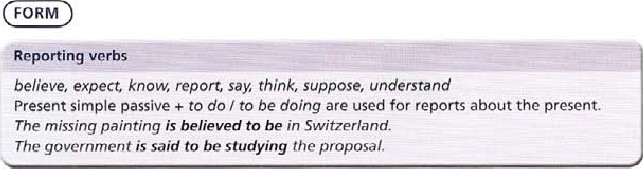 FORM
Reporting verbs
believe, expect, know, report, say, think, suppose, understand
Present simple passive + to do / to be doing are used for reports about the present.
The missing painting is believed to be in Switzerland.
The government is said to be studying the proposal.